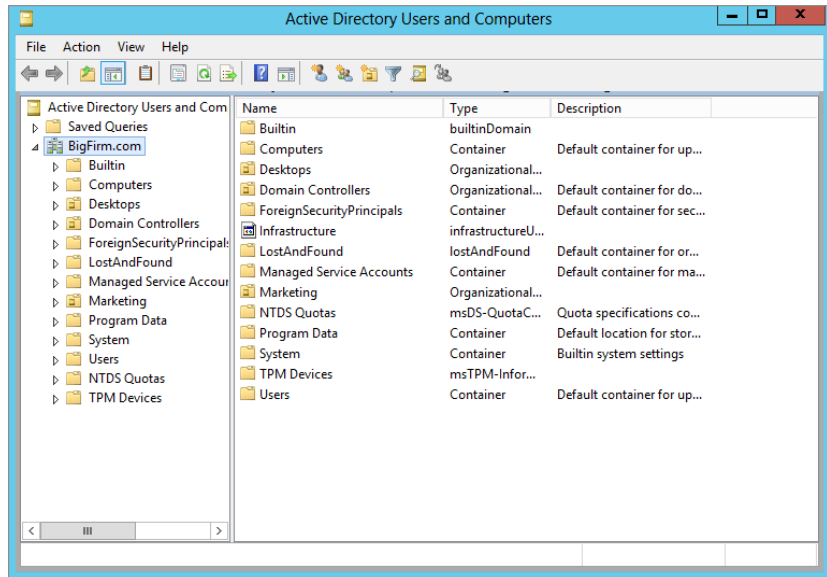 Active Directory Users and Computers
File Action View Help
Active Directory Users and Com
Saved Queries
BigFirm.com
Builtin
Computers
Desktops
Domain Controllers
ForeignSecurityPrincipals
LostAndFound
Managed Service Accour
Marketing
Program Data
System
Users
NTDS Quotas
TPM Devices
Name Type Description
Builtin builtinDomain
Computers Container Default container for up...
Desktops Organizational...
Domain Controllers Organizational... Default container for do...
ForeignSecurityPrincipals Container Default container for sec...
Infrastructure infrastructureU...
LostAndFound lostAndFound Default container for or...
Managed Service Accounts Container Default container for ma...
Marketing Organizational...
NTDS Quotas msDS-QuotaC... Quota specifications co...
Program Data Container Default location for stor...
System Container Builtin system settings
TPM Devices msTPM-Infor...
Users Container Default container for up...